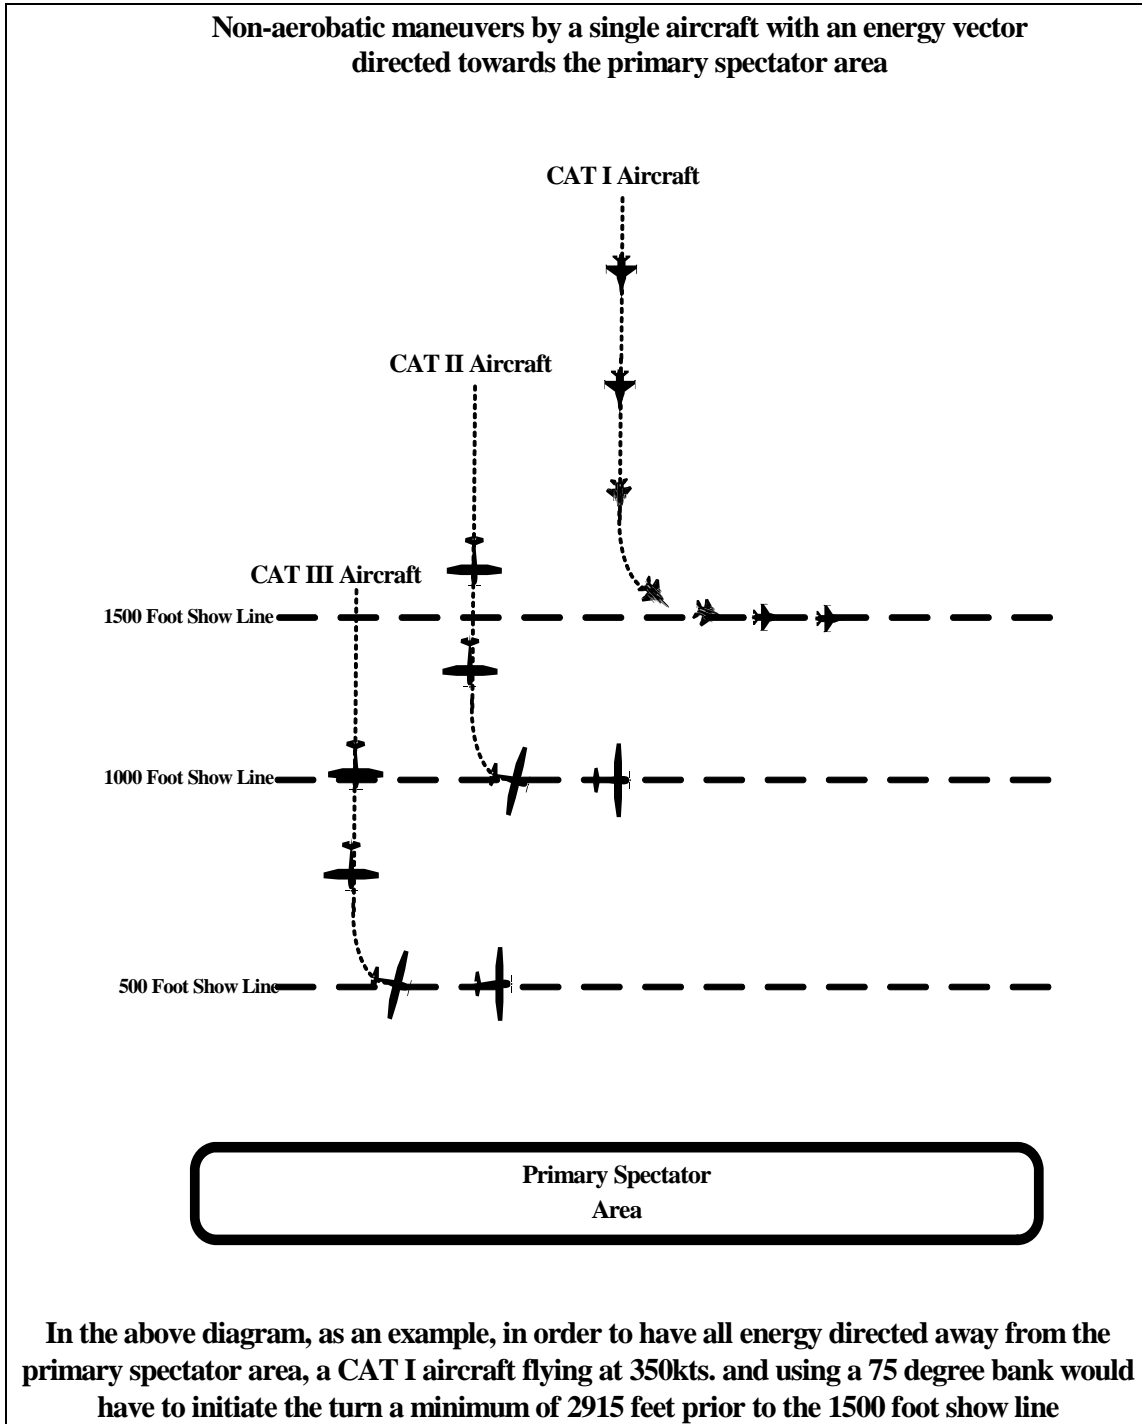 Non-aerobatic maneuvers by a single aircraft with an energy vector
directed towards the primary spectator area
CAT I Aircraft
CAT II Aircraft
CAT III Aircraft
1500 Foot Show Line
1000 Foot Show Line
500 Foot Show Line
Primary Spectator
Area
In the above diagram, as an example, in order to have all energy directed away from the
primary spectator area, a CAT I aircraft flying at 350kts. and using a 75 degree bank would
have to initiate the turn a minimum of 2915 feet prior to the 1500 foot show line